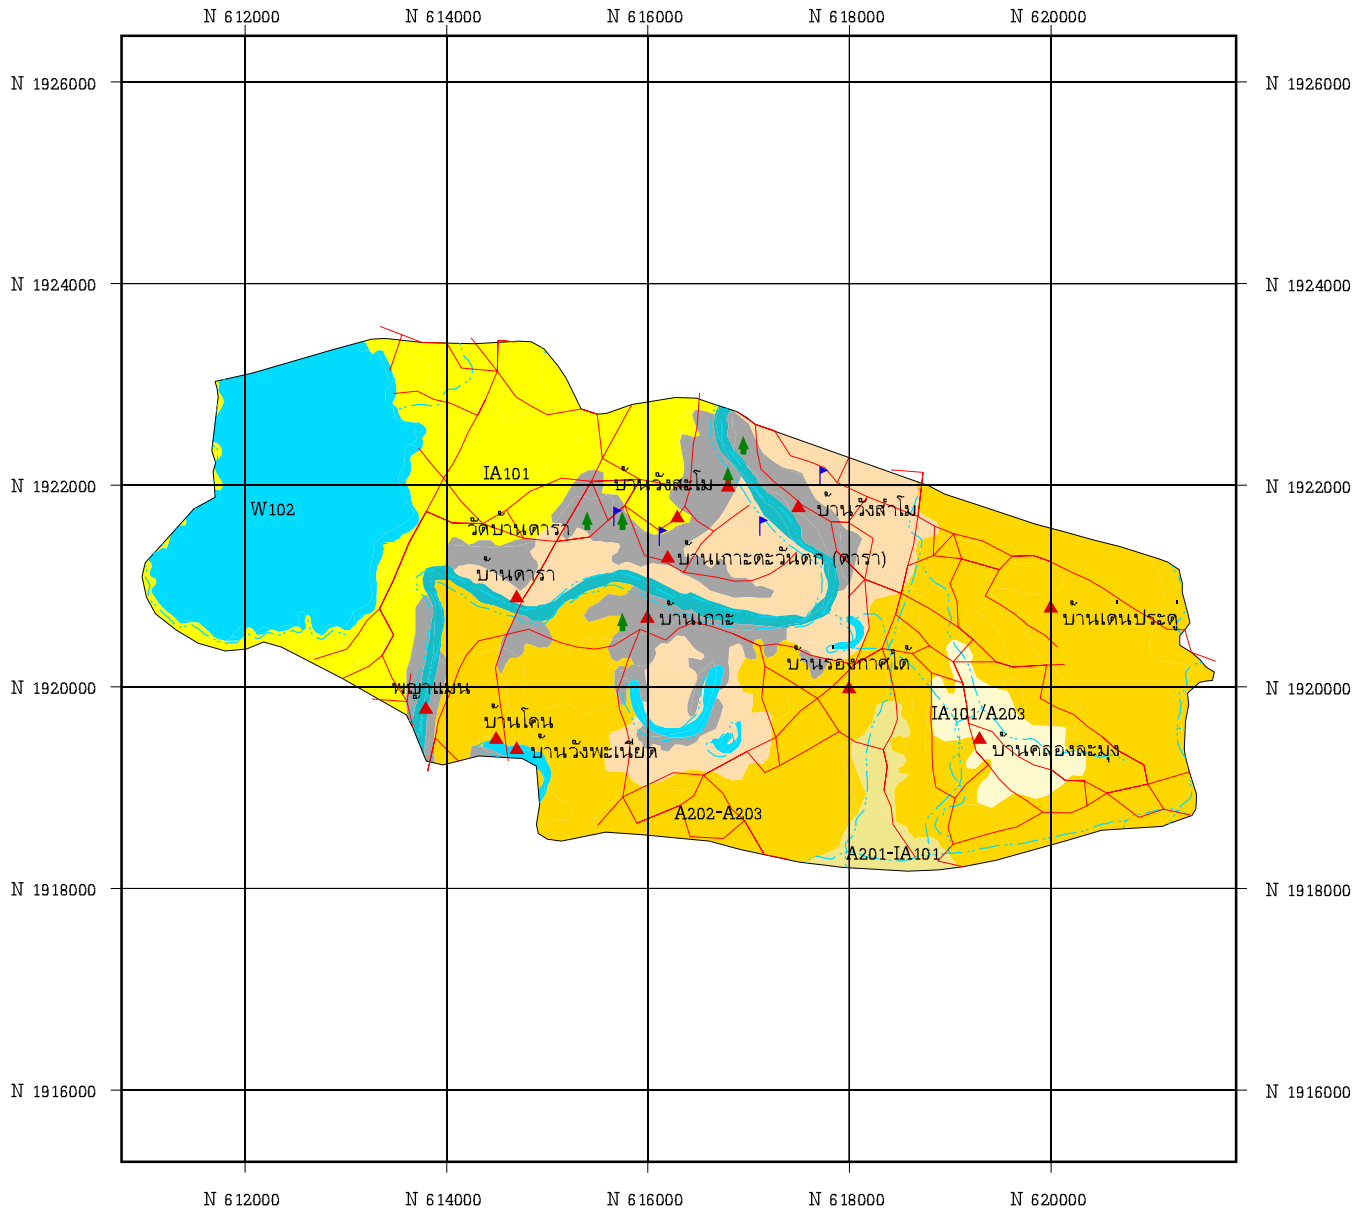 N 612000 N 614000 N 616000 N 618000 N 620000
N 1926000 N 1926000
N 1924000 N 1924000
IA101
บ้านวังสะโม
N 1922000 N 1922000
W102
บ้านวังสำโม
วัดบ้านดารา
บ้านเกาะตะวันตก (ดารา)
บ้านดารา
บ้านเกาะ
บ้านเด่นประดู่
บ้านร้องกาศใต้
พญาแมน
N 1920000 N 1920000
บ้านโคน
IA101/A203
บ้านวังพะเนียด
บ้านคลองละมุง
A202-A203
A201-IA101
N 1918000 N 1918000
N 1916000 N 1916000
N 612000 N 614000 N 616000 N 618000 N 620000